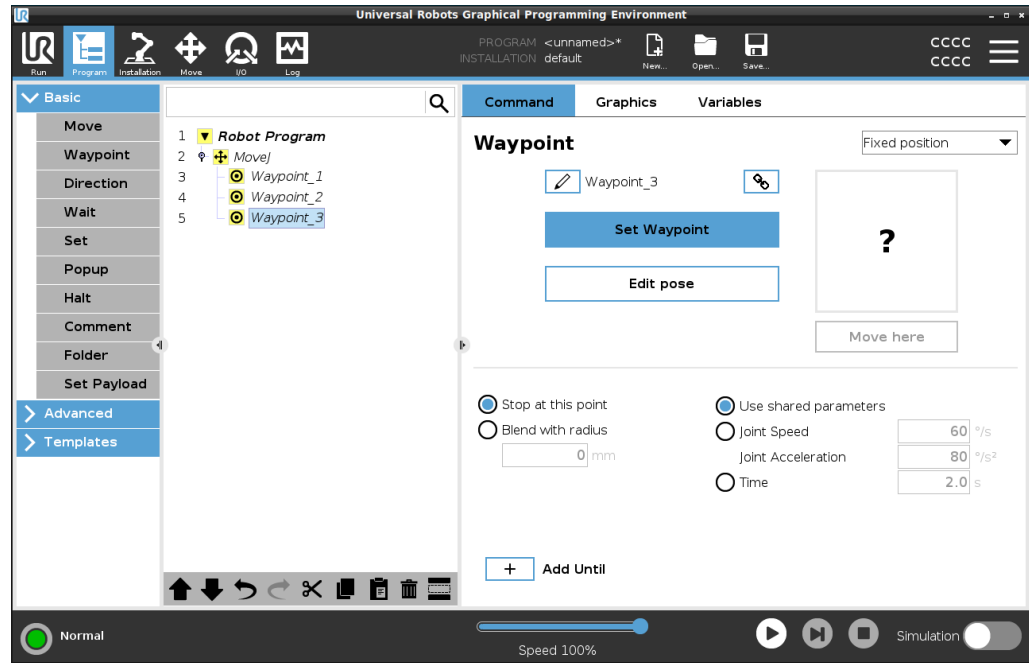 Universal Robots Graphical Programming Environment
UR
Run
Program
Installation
Move
I/O
Log
PROGRAM <unnamed>*
INSTALLATION default
New...
Open...
Save...
CCCC
CCCC
Basic
Move
Waypoint
Direction
Wait
Set
Popup
Halt
Comment
Folder
Set Payload
Advanced
Templates
1 Robot Program
2 MoveJ
3 Waypoint_1
4 Waypoint_2
5 Waypoint_3
Command Graphics Variables
Waypoint
Fixed position
Waypoint_3
Set Waypoint
Edit pose
?
Move here
Stop at this point
Blend with radius
0 mm
Use shared parameters
Joint Speed 60 °/s
Joint Acceleration 80 °/s²
Time 2.0 s
+ Add Until
Normal
Speed 100%
Simulation